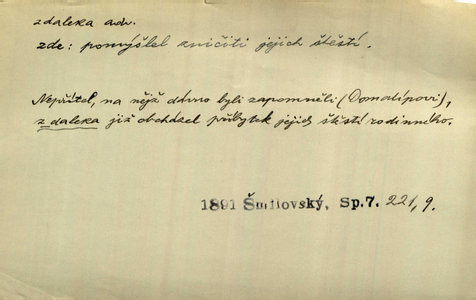 zdaleka adv.
zde: pomýšlel zničiti jejich štěstí.
Nepřítel, na nějž dávno byli zapomněli (Domalípovi),
z daleka již obcházel příbytek jejich štěstí rodinného.
1891 Šmilovský, Sp.7. 221,9.